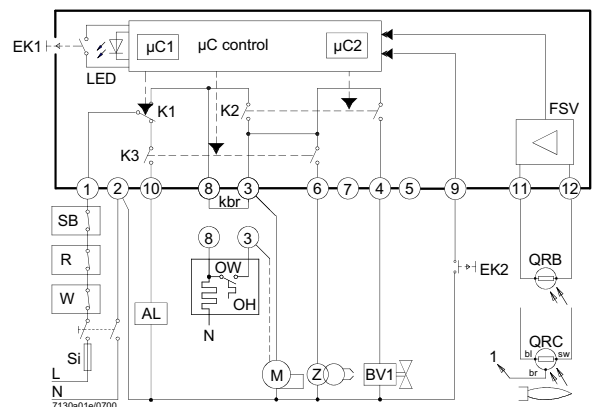 EK1
LED
µC1
µC control
µC2
K1
K2
FSV
K3
1
2
10
8
3
6
7
4
5
9
11
12
kbr
SB
8
3
EK2
QRB
R
OW
W
AL
OH
N
QRC
bl
sw
Si
1
br
L
M
Z
BV1
N
7130a01e/0700